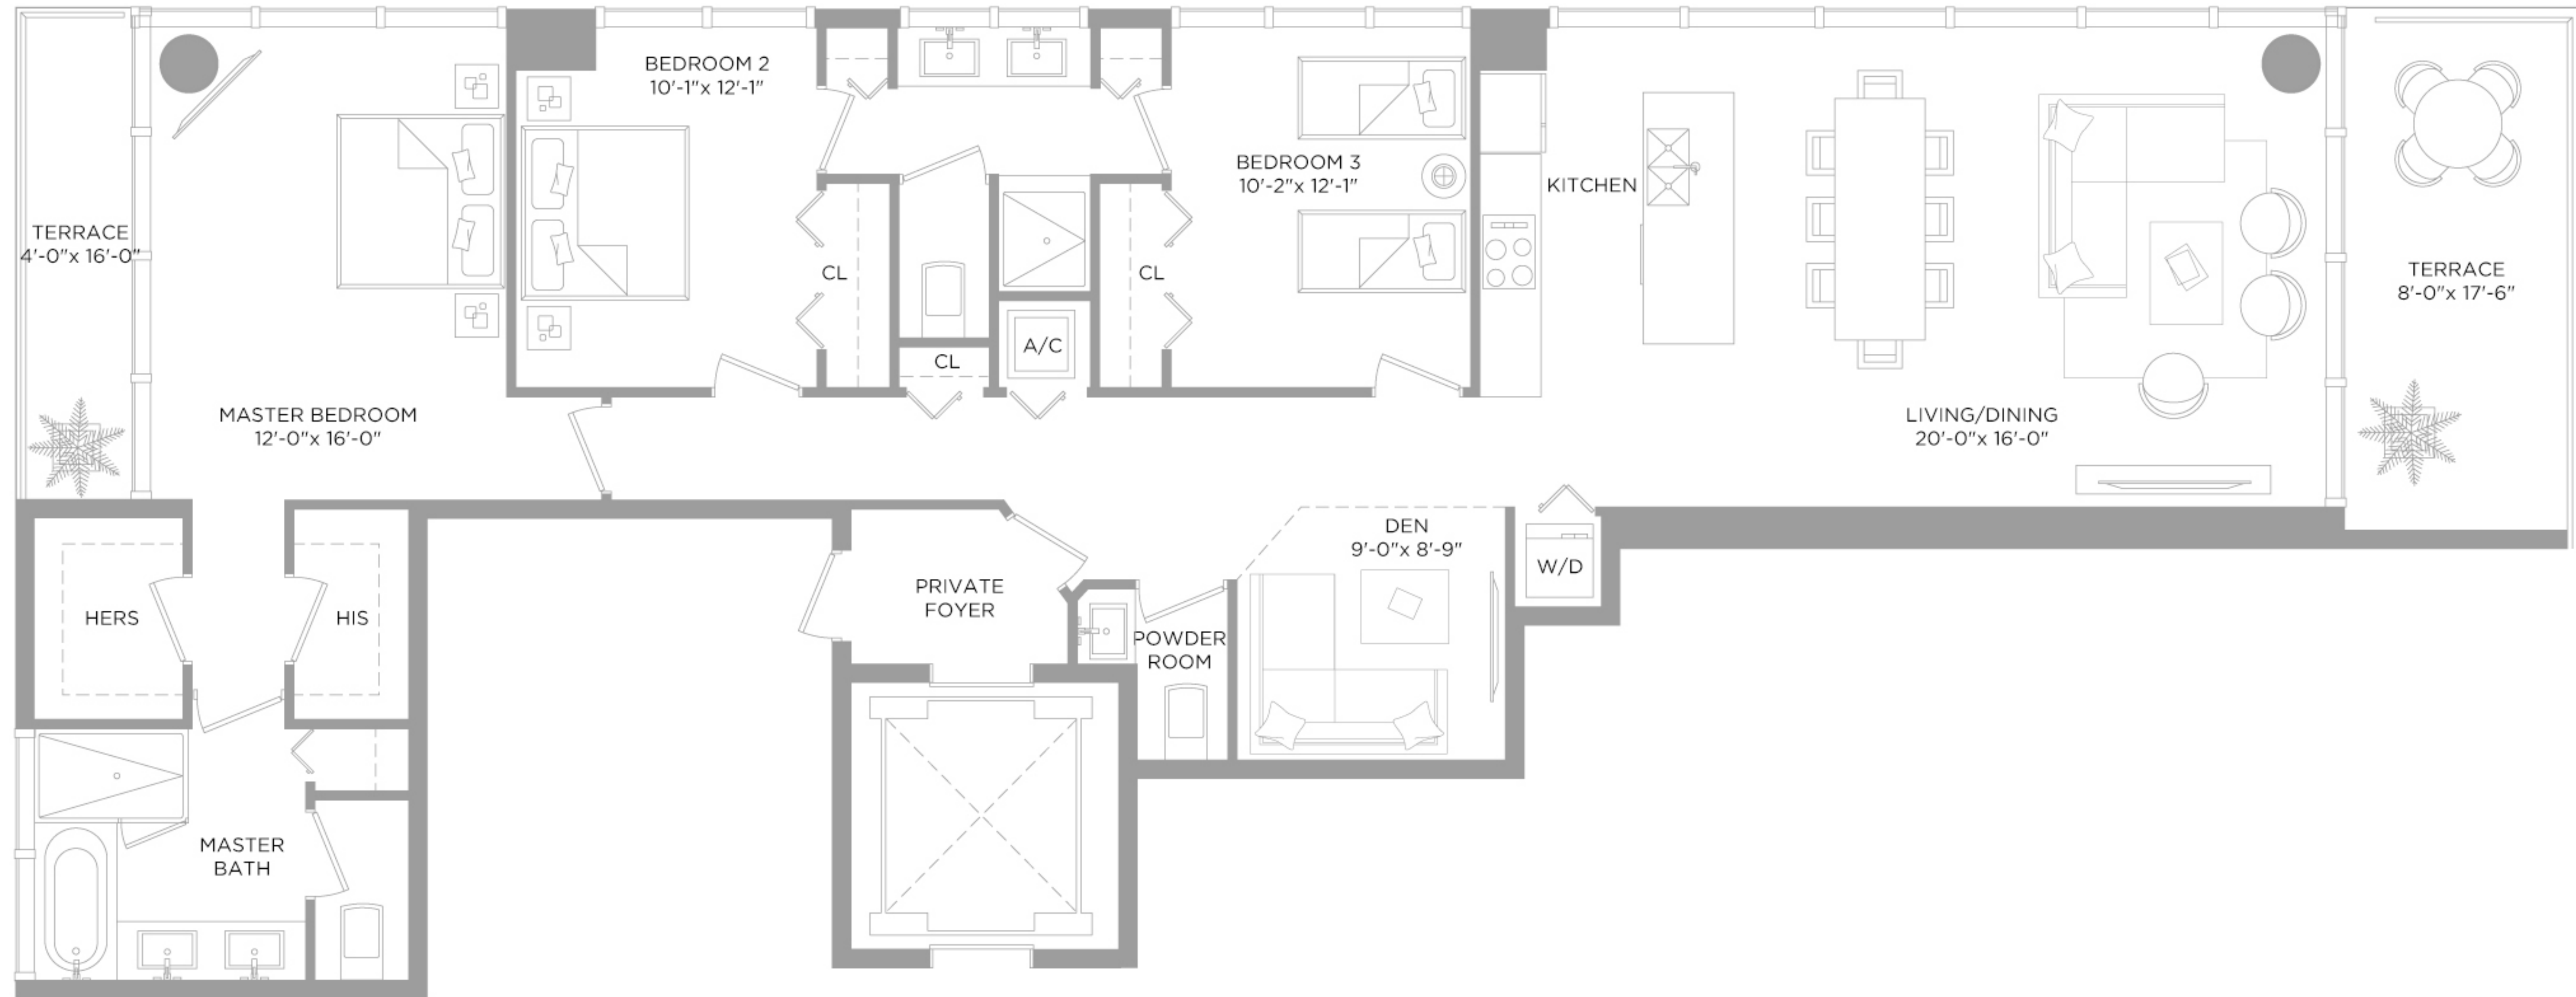 BEDROOM 2
10'-1"x 12'-1"
BEDROOM 3
10'-2"x 12'-1"
KITCHEN
TERRACE
4'-0"x 16'-0"
CL
CL
TERRACE
8'-0"x 17'-6"
A/C
CL
MASTER BEDROOM
12'-0"x 16'-0"
LIVING/DINING
20'-0"x 16'-0"
DEN
9'-0"x 8'-9"
W/D
PRIVATE
FOYER
HERS
HIS
POWDER
ROOM
MASTER
BATH